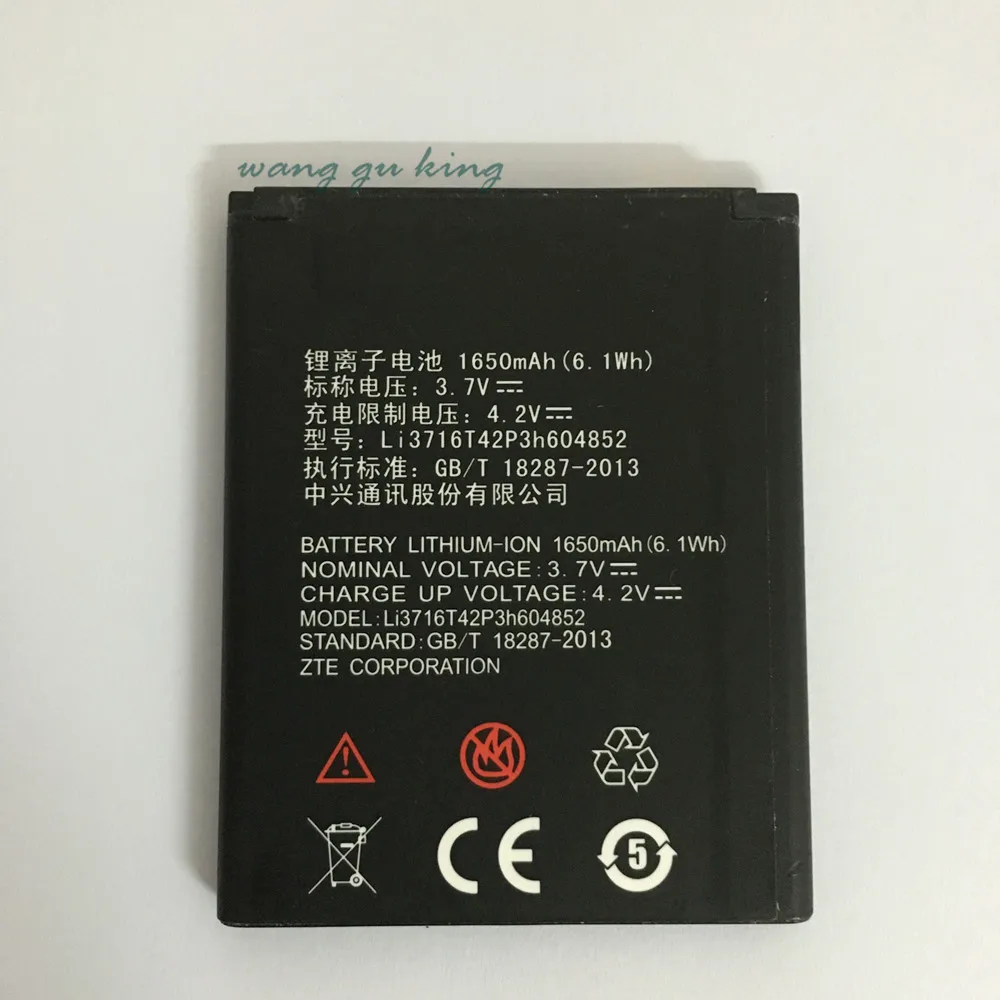 wang gu king
锂离子电池 1650mAh(6.1Wh)
标称电压: 3.7V⎓
充电限制电压: 4.2V⎓
型号: Li3716T42P3h604852
执行标准: GB/T 18287-2013
中兴通讯股份有限公司
BATTERY LITHIUM-ION 1650mAh(6.1Wh)
NOMINAL VOLTAGE:3.7V⎓
CHARGE UP VOLTAGE:4.2V⎓
MODEL:Li3716T42P3h604852
STANDARD:GB/T 18287-2013
ZTE CORPORATION
CE 5